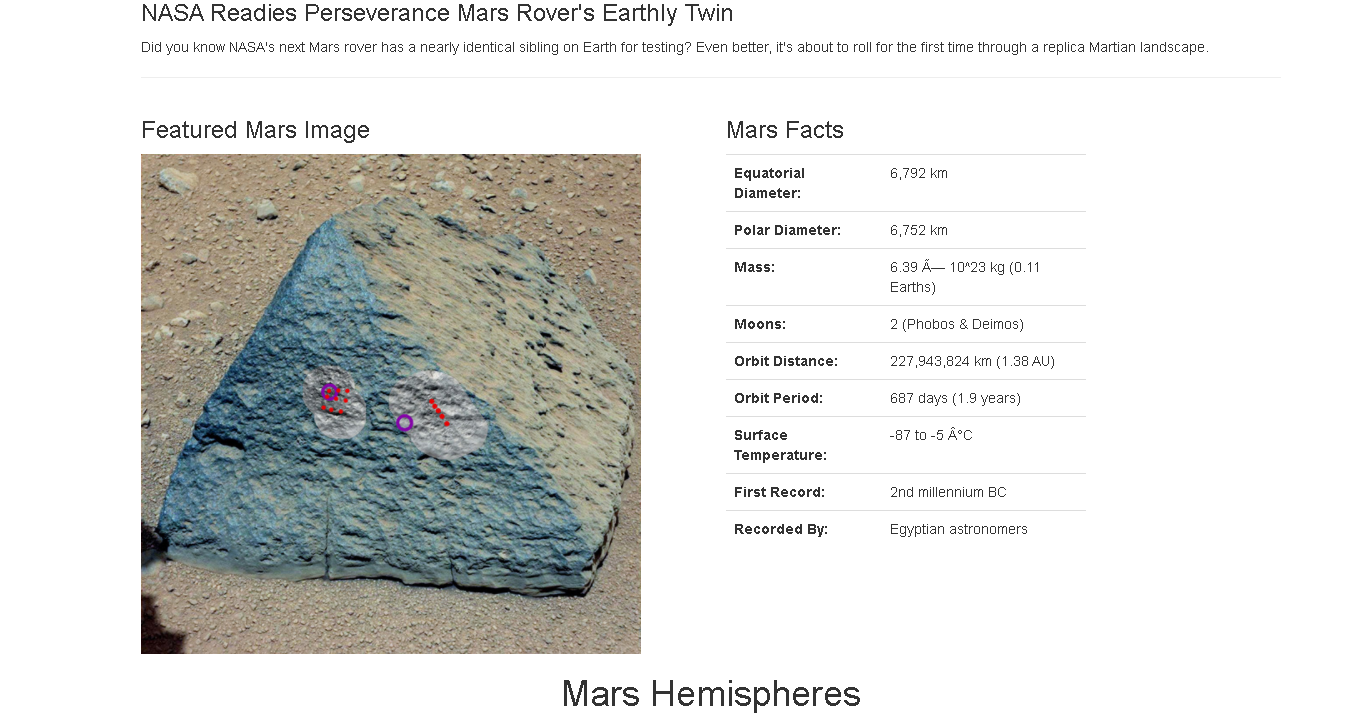 NASA Readies Perseverance Mars Rover's Earthly Twin
Did you know NASA's next Mars rover has a nearly identical sibling on Earth for testing? Even better, it's about to roll for the first time through a replica Martian landscape.
Featured Mars Image
Mars Facts
Equatorial
Diameter:
6,792 km
Polar Diameter:
6,752 km
Mass:
6.39 Ã— 10^23 kg (0.11
Earths)
Moons:
2 (Phobos & Deimos)
Orbit Distance:
227,943,824 km (1.38 AU)
Orbit Period:
687 days (1.9 years)
Surface
Temperature:
-87 to -5 Â°C
First Record:
2nd millennium BC
Recorded By:
Egyptian astronomers
Mars Hemispheres